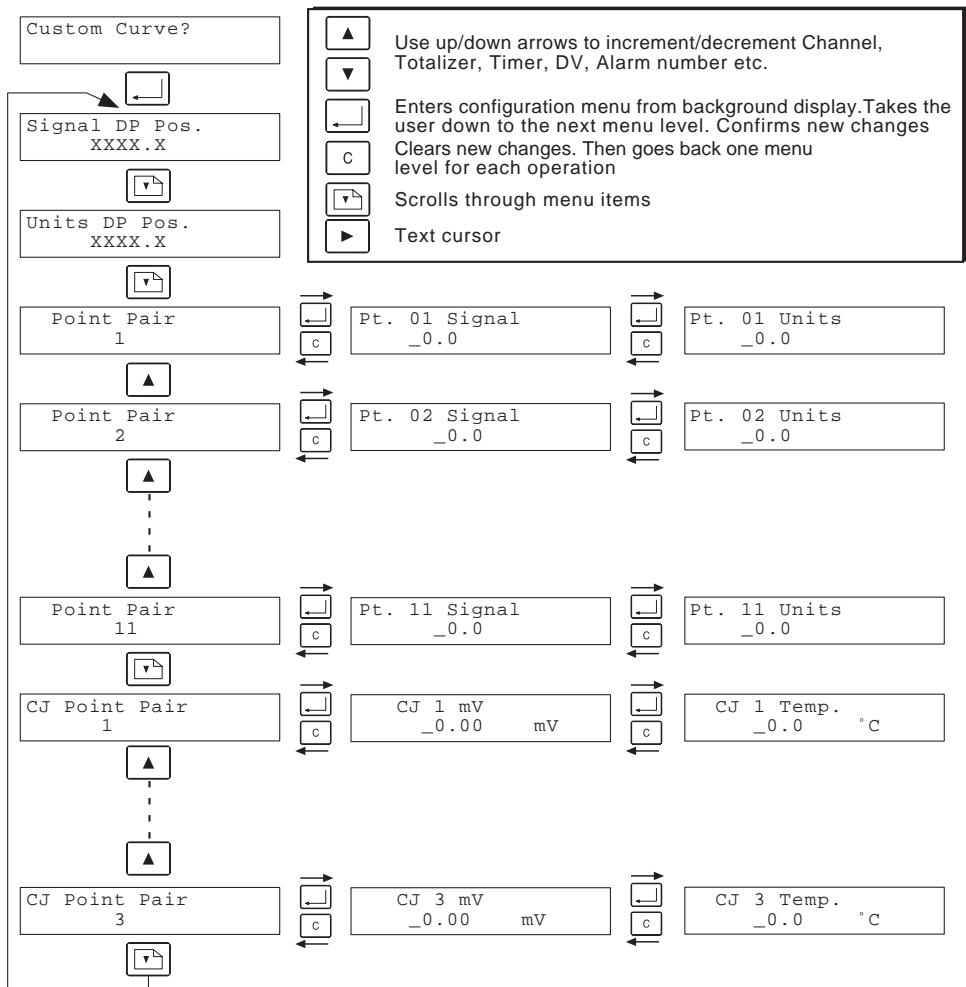 Custom Curve?
Use up/down arrows to increment/decrement Channel,
Totalizer, Timer, DV, Alarm number etc.
Enters configuration menu from background display.Takes the
user down to the next menu level. Confirms new changes
C
Clears new changes. Then goes back one menu
level for each operation
Scrolls through menu items
Text cursor
Signal DP Pos.
XXXX.X
Units DP Pos.
XXXX.X
Point Pair
1
C
Pt. 01 Signal
_0.0
C
Pt. 01 Units
_0.0
Point Pair
2
C
Pt. 02 Signal
_0.0
C
Pt. 02 Units
_0.0
Point Pair
11
C
Pt. 11 Signal
_0.0
C
Pt. 11 Units
_0.0
CJ Point Pair
1
C
CJ 1 mV
_0.00 mV
C
CJ 1 Temp.
_0.0 °C
CJ Point Pair
3
C
CJ 3 mV
_0.00 mV
C
CJ 3 Temp.
_0.0 °C